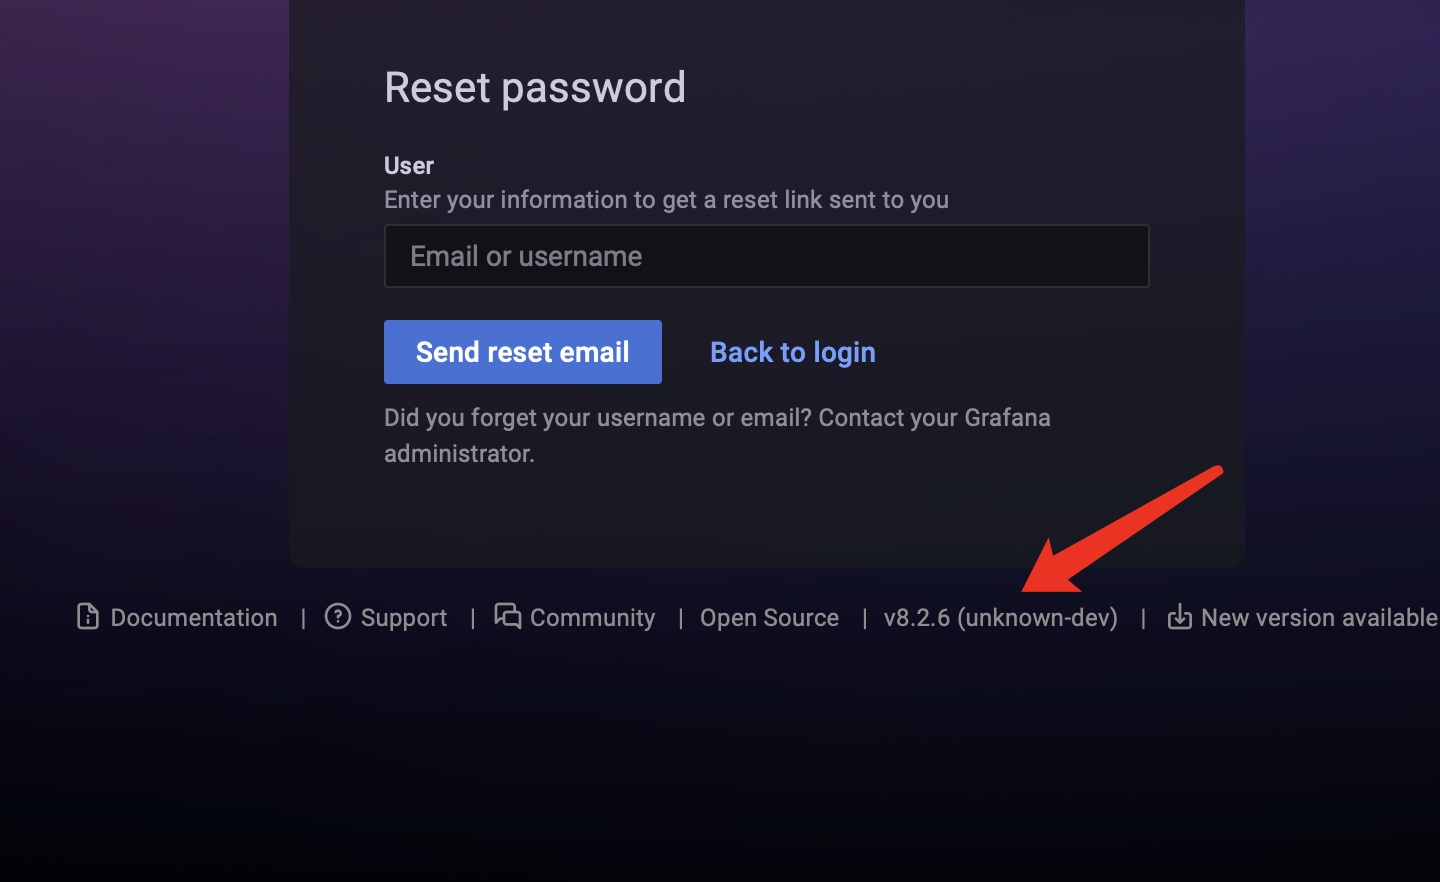 Reset password
User
Enter your information to get a reset link sent to you
Email or username
Send reset email
Back to login
Did you forget your username or email? Contact your Grafana
administrator.
Documentation | Support | Community | Open Source | v8.2.6 (unknown-dev) | New version available